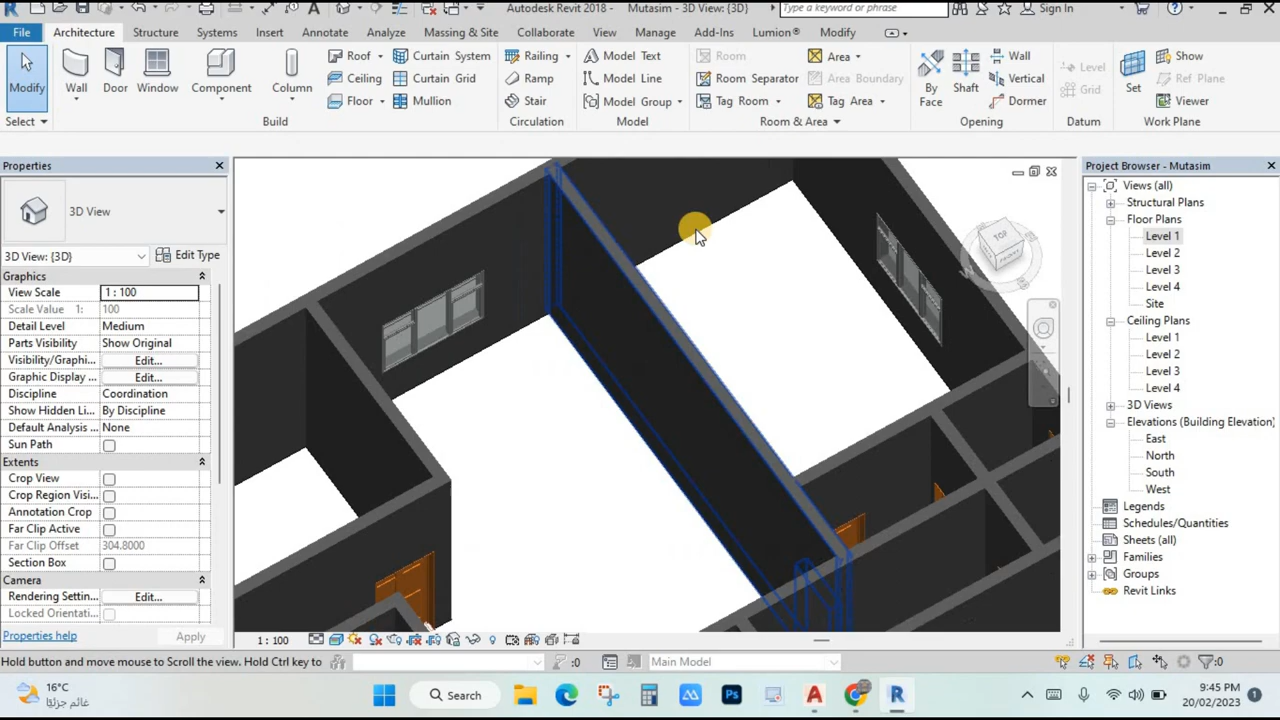 Autodesk Revit 2018 - Mutasim - 3D View: {3D}
Type a keyword or phrase
Sign In
File Architecture Structure Systems Insert Annotate Analyze Massing & Site Collaborate View Manage Add-Ins Lumion® Modify
Modify
Wall
Door
Window
Component
Column
Roof
Ceiling
Floor
Curtain System
Curtain Grid
Mullion
Railing
Ramp
Stair
Model Text
Model Line
Model Group
Room
Room Separator
Tag Room
Area
Area Boundary
Tag Area
By
Face
Shaft
Wall
Vertical
Dormer
Level
Grid
Set
Show
Ref Plane
Viewer
Select Build Circulation Model Room & Area Opening Datum Work Plane
Properties
3D View
3D View: {3D} Edit Type
Graphics
View Scale 1 : 100
Scale Value 1: 100
Detail Level Medium
Parts Visibility Show Original
Visibility/Graphi... Edit...
Graphic Display ... Edit...
Discipline Coordination
Show Hidden Li... By Discipline
Default Analysis ... None
Sun Path
Extents
Crop View
Crop Region Visi...
Annotation Crop
Far Clip Active
Far Clip Offset 304.8000
Section Box
Camera
Rendering Settin... Edit...
Locked Orientati...
Properties help Apply
TOP
FRONT
1 : 100
Project Browser - Mutasim
Views (all)
Structural Plans
Floor Plans
Level 1
Level 2
Level 3
Level 4
Site
Ceiling Plans
Level 1
Level 2
Level 3
Level 4
3D Views
Elevations (Building Elevation)
East
North
South
West
Legends
Schedules/Quantities
Sheets (all)
Families
Groups
Revit Links
Hold button and move mouse to Scroll the view. Hold Ctrl key to
:0
Main Model
:0
16°C
غائم جزئيًا
Search
Ps
A
R
9:45 PM
20/02/2023
1